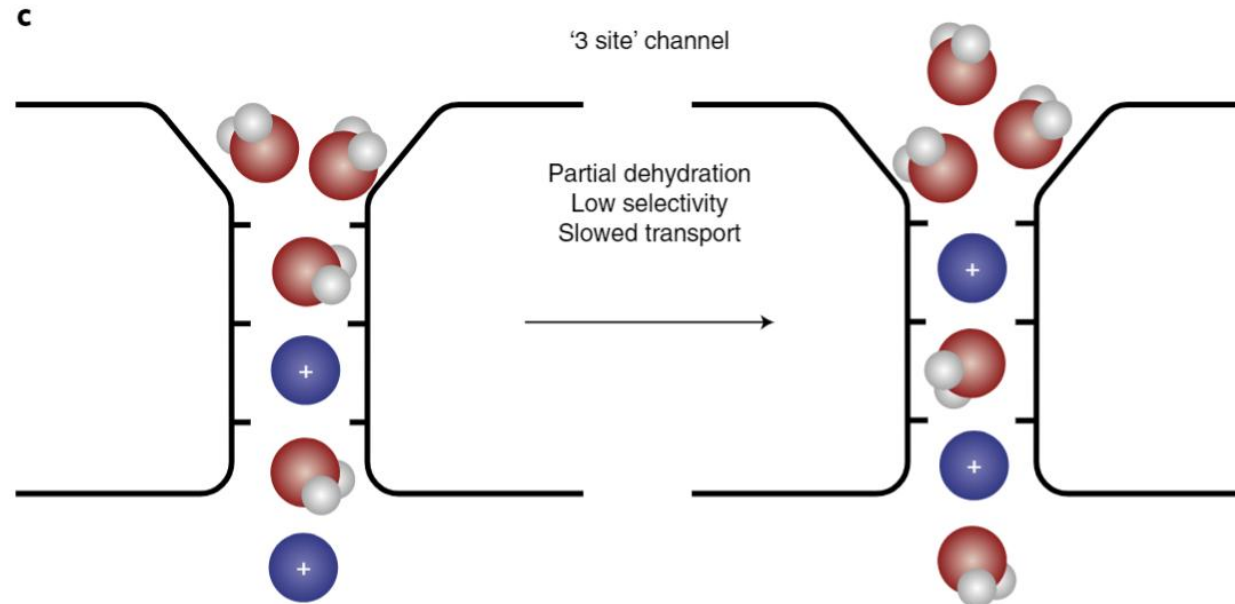 c
‘3 site’ channel
Partial dehydration
Low selectivity
Slowed transport
+
+
+
+